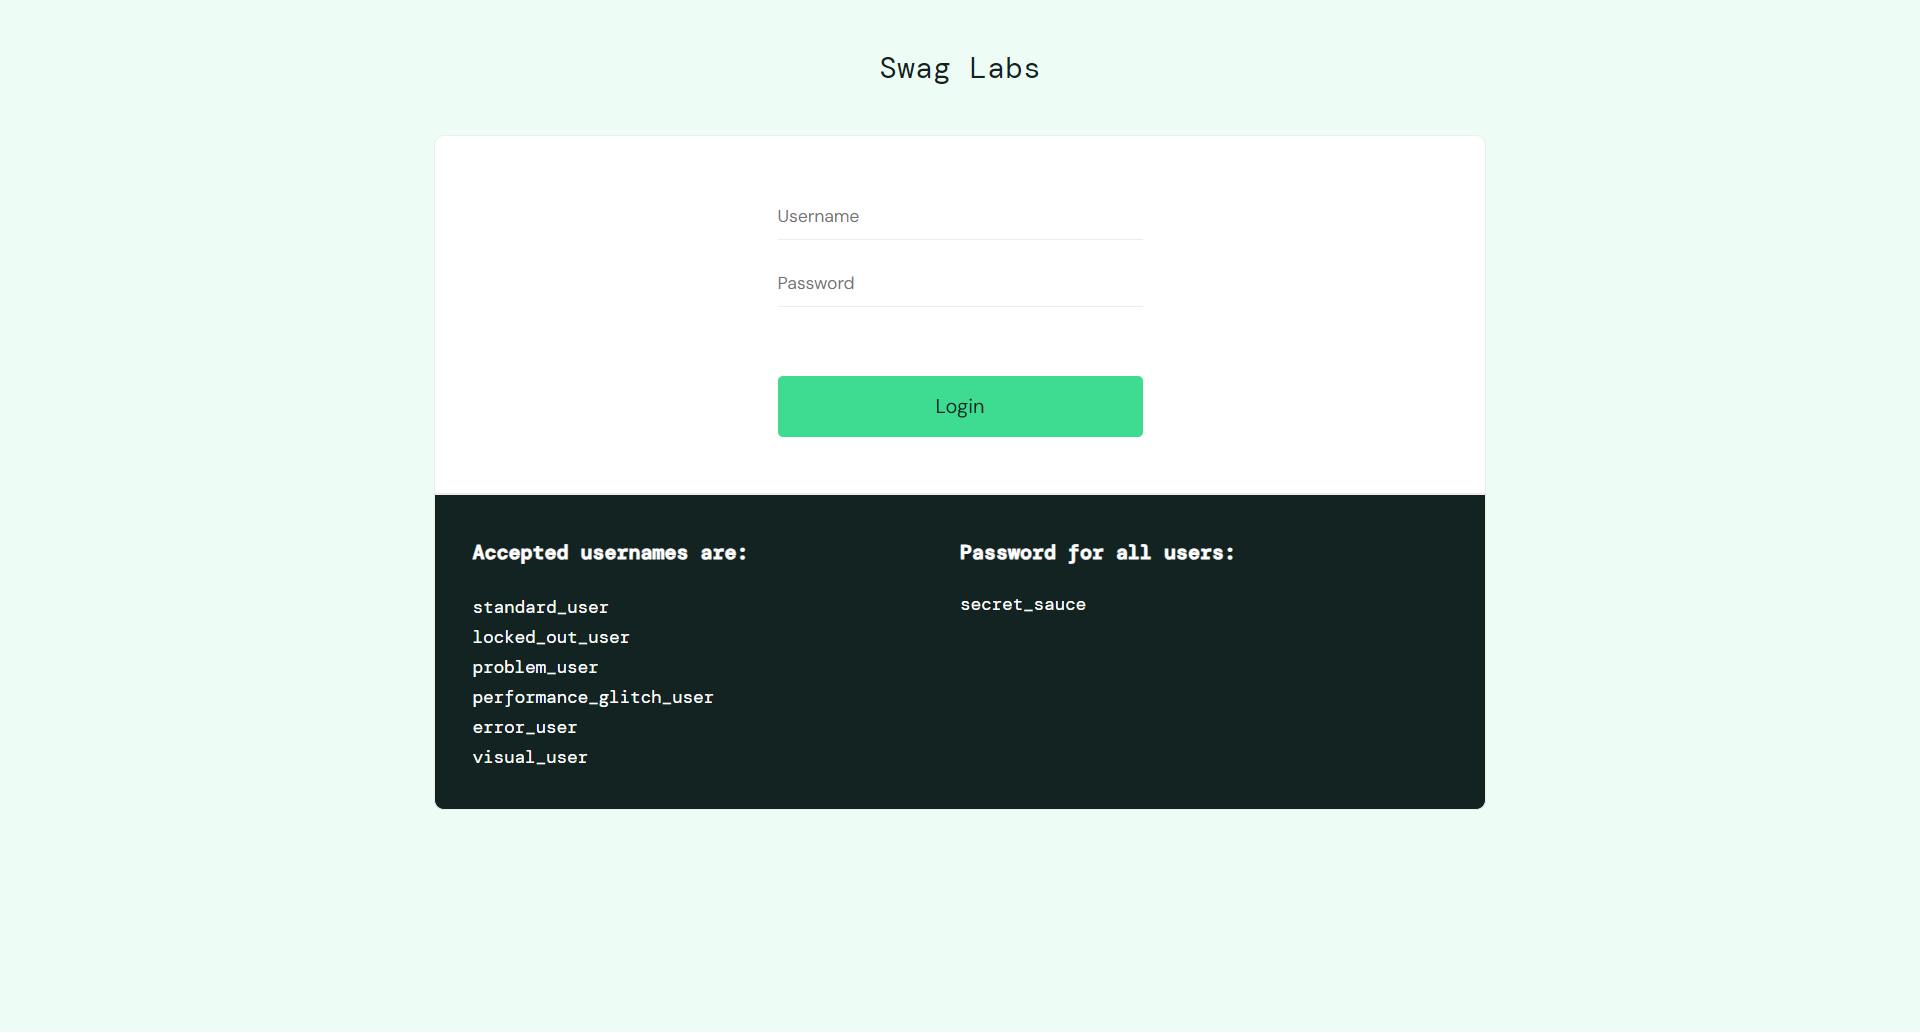 Swag Labs
Username
Password
Login
Accepted usernames are:
standard_user
locked_out_user
problem_user
performance_glitch_user
error_user
visual_user
Password for all users:
secret_sauce